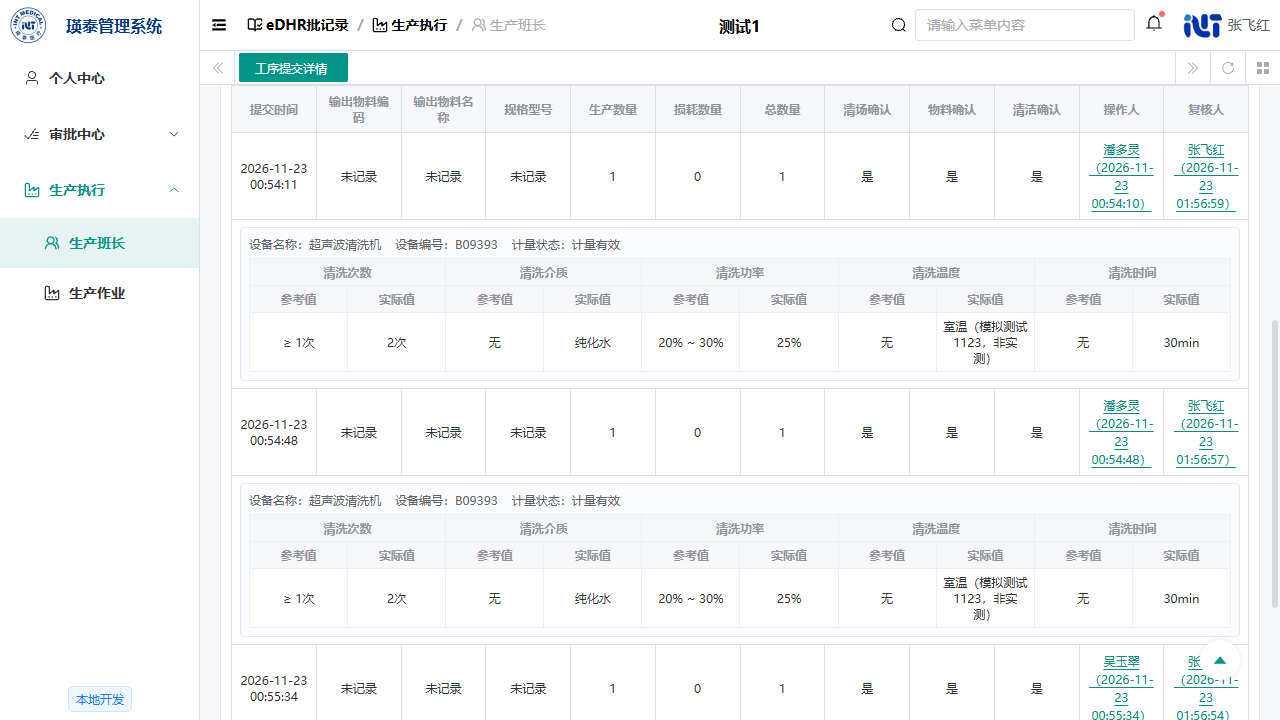 瑛泰管理系统
eDHR批记录 / 生产执行 / 生产班长
测试1
请输入菜单内容
张飞红
个人中心
审批中心
生产执行
生产班长
生产作业
本地开发
工序提交详情
提交时间 输出物料编码 输出物料名称 规格型号 生产数量 损耗数量 总数量 清场确认 物料确认 清洁确认 操作人 复核人
2026-11-23 00:54:11 未记录 未记录 未记录 1 0 1 是 是 是 潘多灵（2026-11-23 00:54:10） 张飞红（2026-11-23 01:56:59）
设备名称：超声波清洗机 设备编号：B09393 计量状态：计量有效
清洗次数 清洗介质 清洗功率 清洗温度 清洗时间
参考值 实际值 参考值 实际值 参考值 实际值 参考值 实际值 参考值 实际值
≥ 1次 2次 无 纯化水 20% ~ 30% 25% 无 室温（模拟测试1123，非实测） 无 30min
2026-11-23 00:54:48 未记录 未记录 未记录 1 0 1 是 是 是 潘多灵（2026-11-23 00:54:48） 张飞红（2026-11-23 01:56:57）
设备名称：超声波清洗机 设备编号：B09393 计量状态：计量有效
清洗次数 清洗介质 清洗功率 清洗温度 清洗时间
参考值 实际值 参考值 实际值 参考值 实际值 参考值 实际值 参考值 实际值
≥ 1次 2次 无 纯化水 20% ~ 30% 25% 无 室温（模拟测试1123，非实测） 无 30min
2026-11-23 00:55:34 未记录 未记录 未记录 1 0 1 是 是 是 吴玉翠（2026-11-23 00:55:34） 张（2026-11-23 01:56:54）